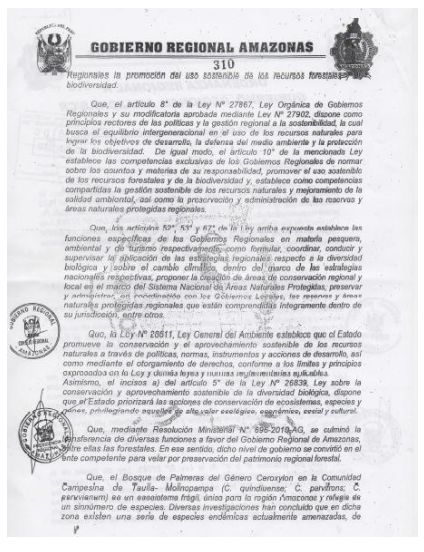 GOBIERNO REGIONAL AMAZONAS
310
Regionales la promoción del uso sostenible de los recursos forestales y
biodiversidad.
Que, el artículo 8° de la Ley N° 27867, Ley Orgánica de Gobiernos
Regionales y su modificatoria aprobada mediante Ley N° 27902, dispone como
principios rectores de las políticas y la gestión regional a la sostenibilidad, la cual
busca el equilibrio intergeneracional en el uso de los recursos naturales para
lograr los objetivos de desarrollo, la defensa del medio ambiente y la protección
de la biodiversidad. De igual modo, el artículo 10° de la mencionada Ley
establece las competencias exclusivas de los Gobiernos Regionales de normar
sobre los asuntos y materias de su responsabilidad, promover el uso sostenible
de los recursos forestales y de la biodiversidad y, establece como competencias
compartidas la gestión sostenible de los recursos naturales y mejoramiento de la
calidad ambiental, así como la preservación y administración de las reservas y
áreas naturales protegidas regionales.
Que, los artículos 52°, 53° y 67° de la Ley arriba expuesta establece las
funciones específicas de los Gobiernos Regionales en materia pesquera,
ambiental y de turismo respectivamente, como formular, coordinar, conducir y
supervisar la aplicación de las estrategias regionales respecto a la diversidad
biológica y sobre el cambio climático, dentro del marco de las estrategias
nacionales respectivas, proponer la creación de áreas de conservación regional y
local en el marco del Sistema Nacional de Áreas Naturales Protegidas, preservar
y administrar, en coordinación con los Gobiernos Locales, las reservas y áreas
naturales protegidas regionales que están comprendidas íntegramente dentro de
su jurisdicción, entre otros.
Que, la Ley N° 28611, Ley General del Ambiente establece que el Estado
promueve la conservación y el aprovechamiento sostenible de los recursos
naturales a través de políticas, normas, instrumentos y acciones de desarrollo, así
como mediante el otorgamiento de derechos, conforme a los límites y principios
expresados en la Ley y demás leyes y normas reglamentarias aplicables.
Asimismo, el incisos a) del artículo 5° de la Ley N° 26839, Ley sobre la
conservación y aprovechamiento sostenible de la diversidad biológica, dispone
que el Estado priorizará las acciones de conservación de ecosistemas, especies y
genes, privilegiando aquellos de alto valor ecológico, económico, social y cultural.
Que, mediante Resolución Ministerial N° 696-2010-AG, se culminó la
transferencia de diversas funciones a favor del Gobierno Regional de Amazonas,
entre ellas las forestales. En ese sentido, dicho nivel de gobierno se convirtió en el
ente competente para velar por preservación del patrimonio regional forestal.
Que, el Bosque de Palmeras del Género Ceroxylon en la Comunidad
Campesina de Taulia- Molinopampa (C. quindiuense; C. parvifrons; C.
peruvianum) es un ecosistema frágil, único para la región Amazonas y refugio de
un sinnúmero de especies. Diversas investigaciones han concluido que en dicha
zona existen una serie de especies endémicas actualmente amenazadas, de
GOBIERNO REGIONAL
AMAZONAS